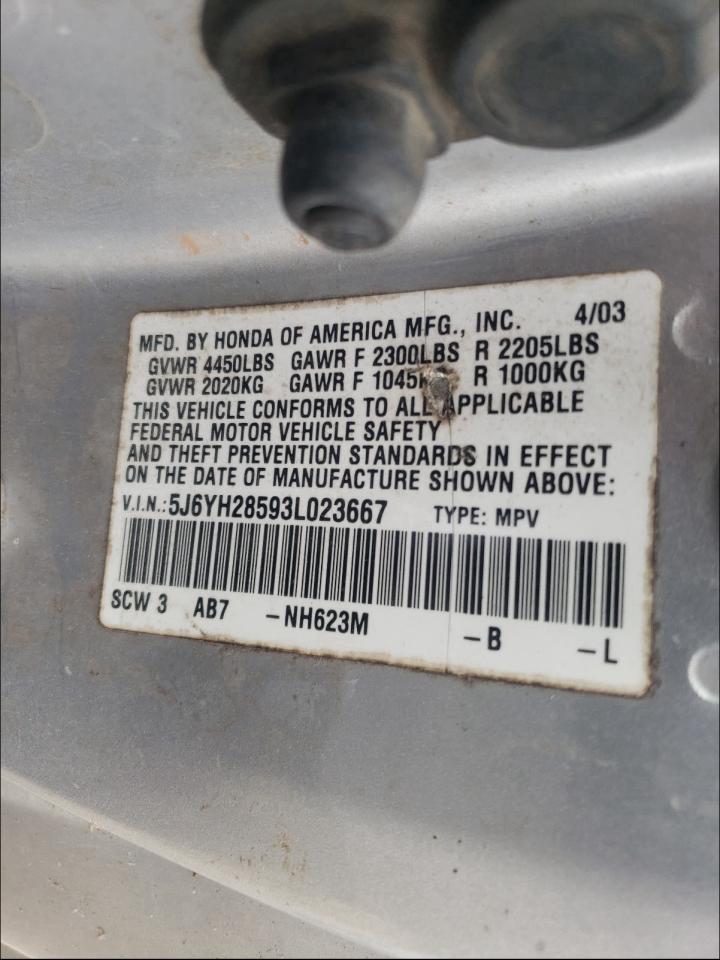 MFD. BY HONDA OF AMERICA MFG., INC. 4/03
GVWR 4450LBS GAWR F 2300LBS R 2205LBS
GVWR 2020KG GAWR F 1045K R 1000KG
THIS VEHICLE CONFORMS TO ALL APPLICABLE
FEDERAL MOTOR VEHICLE SAFETY
AND THEFT PREVENTION STANDARDS IN EFFECT
ON THE DATE OF MANUFACTURE SHOWN ABOVE:
V.I.N.:5J6YH28593L023667 TYPE: MPV
SCW 3 AB7 -NH623M -B -L